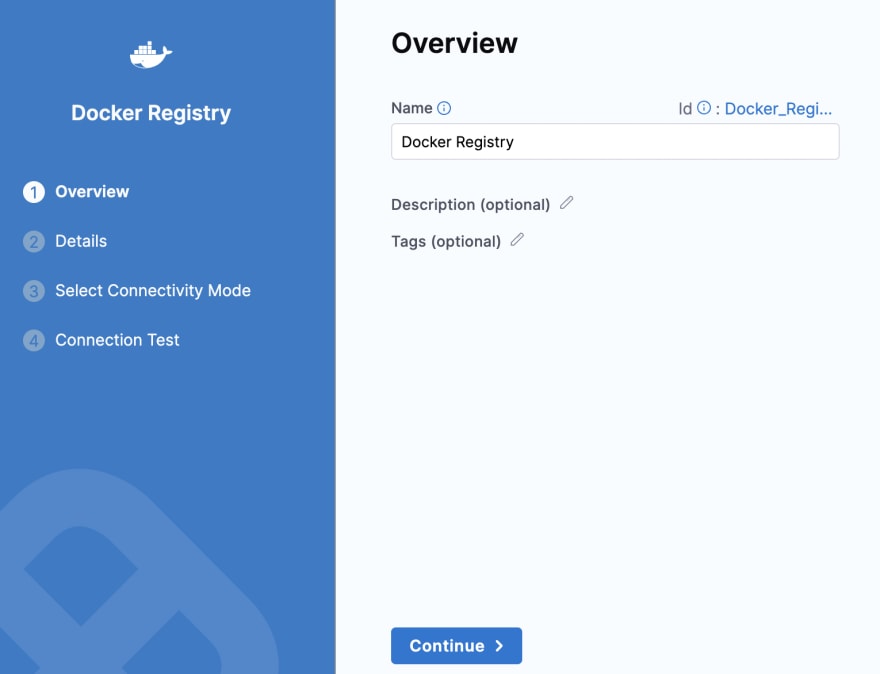 Docker Registry
1 Overview
2 Details
3 Select Connectivity Mode
4 Connection Test
Overview
Name
Id : Docker_Regi...
Docker Registry
Description (optional)
Tags (optional)
Continue